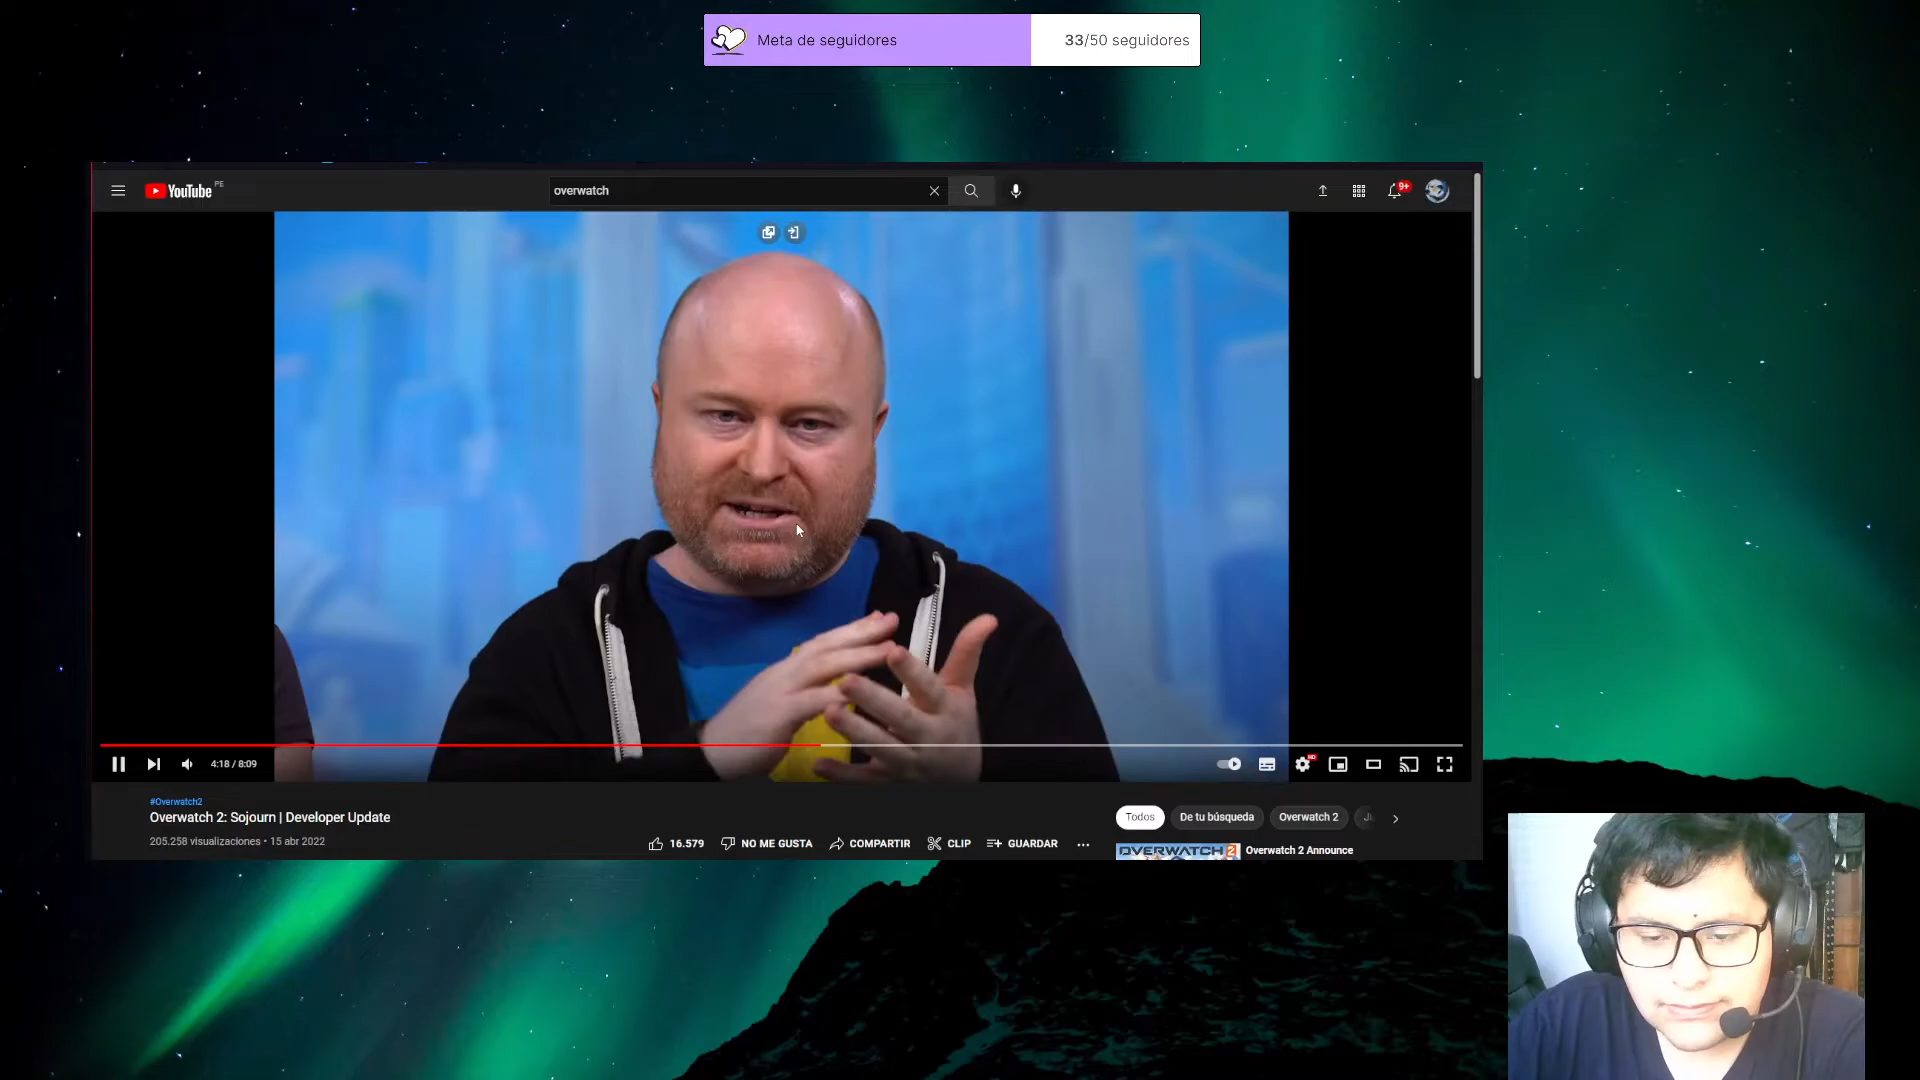 Meta de seguidores 33/50 seguidores
YouTube PE
overwatch
9+
HD
4:18 / 8:09
#Overwatch2
Overwatch 2: Sojourn | Developer Update
205.258 visualizaciones • 15 abr 2022
16.579 NO ME GUSTA COMPARTIR CLIP GUARDAR
Todos De tu búsqueda Overwatch 2
OVERWATCH 2 Overwatch 2 Announce